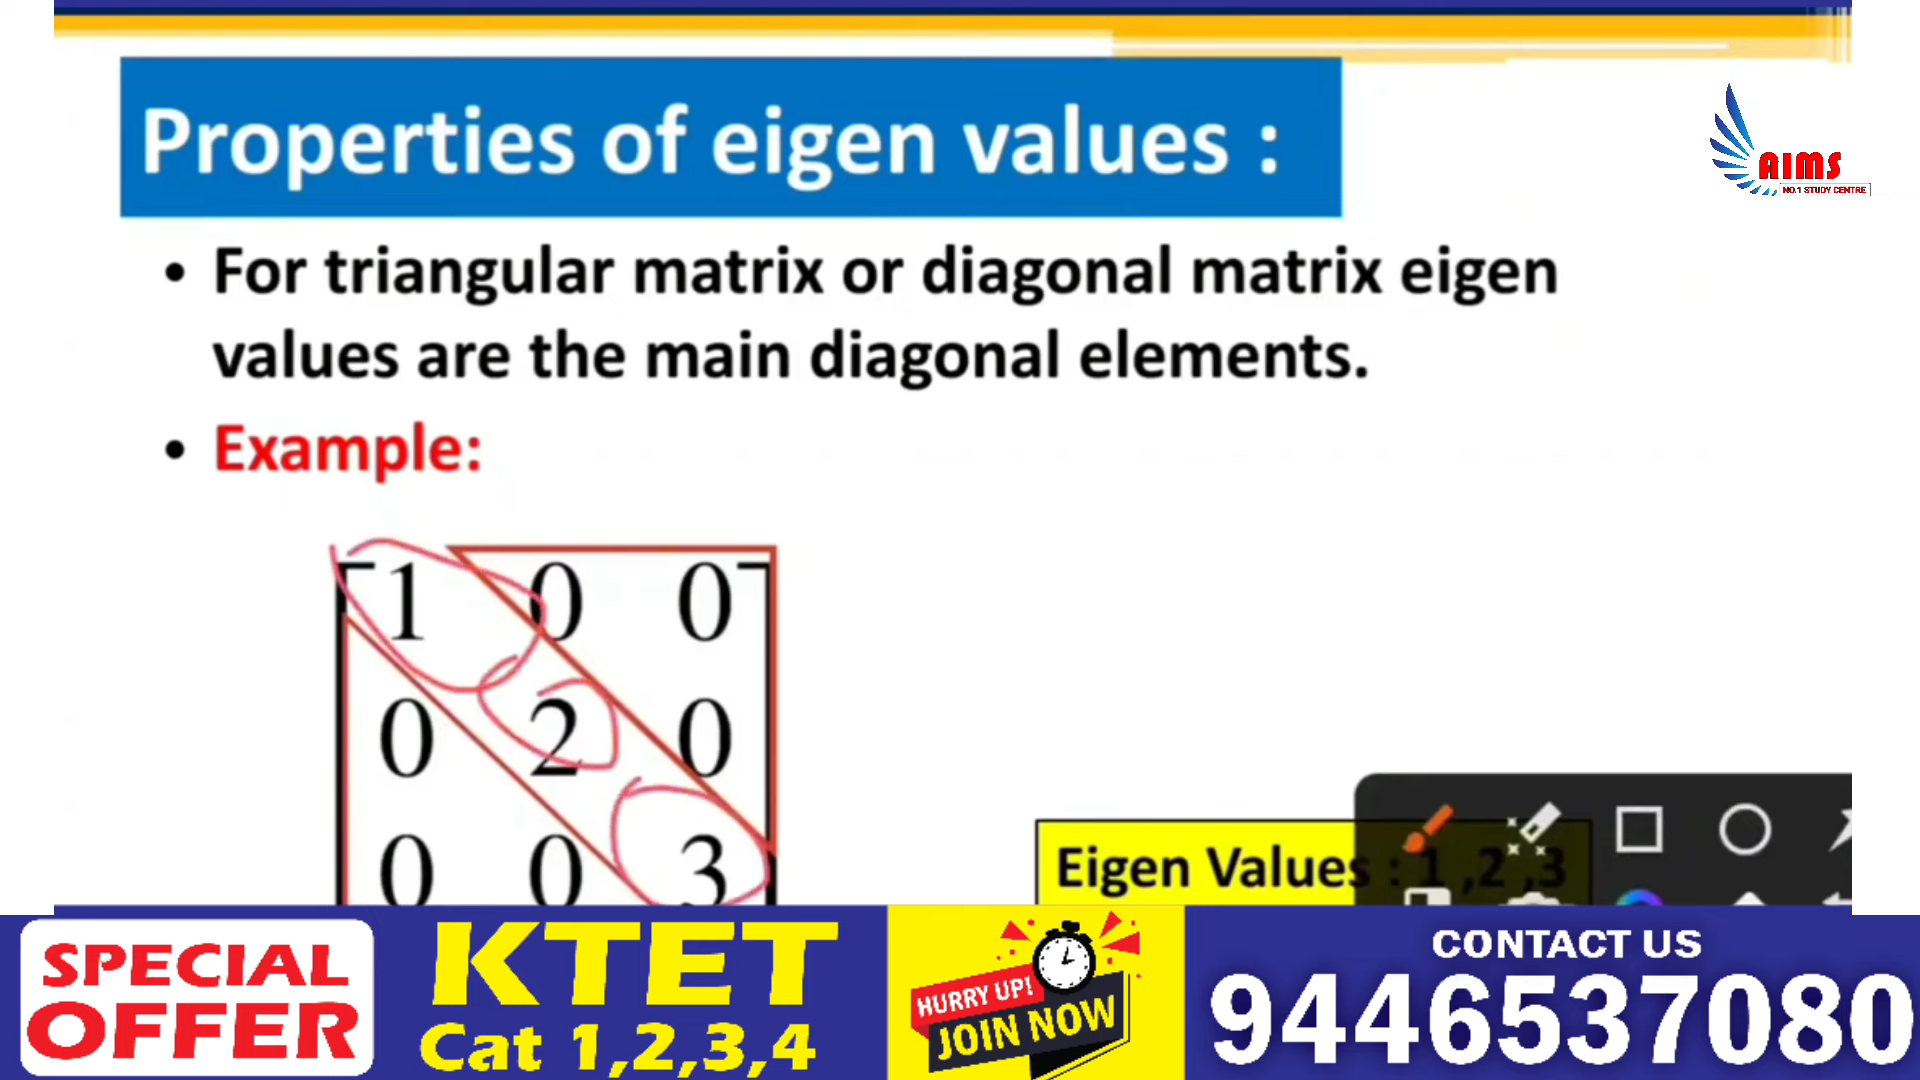 Properties of eigen values :
AIMS
NO.1 STUDY CENTRE
• For triangular matrix or diagonal matrix eigen
values are the main diagonal elements.
• Example:
1 0 0
0 2 0
0 0 3
Eigen Values : 1 ,2 ,3
SPECIAL
OFFER
KTET
Cat 1,2,3,4
HURRY UP!
JOIN NOW
CONTACT US
9446537080